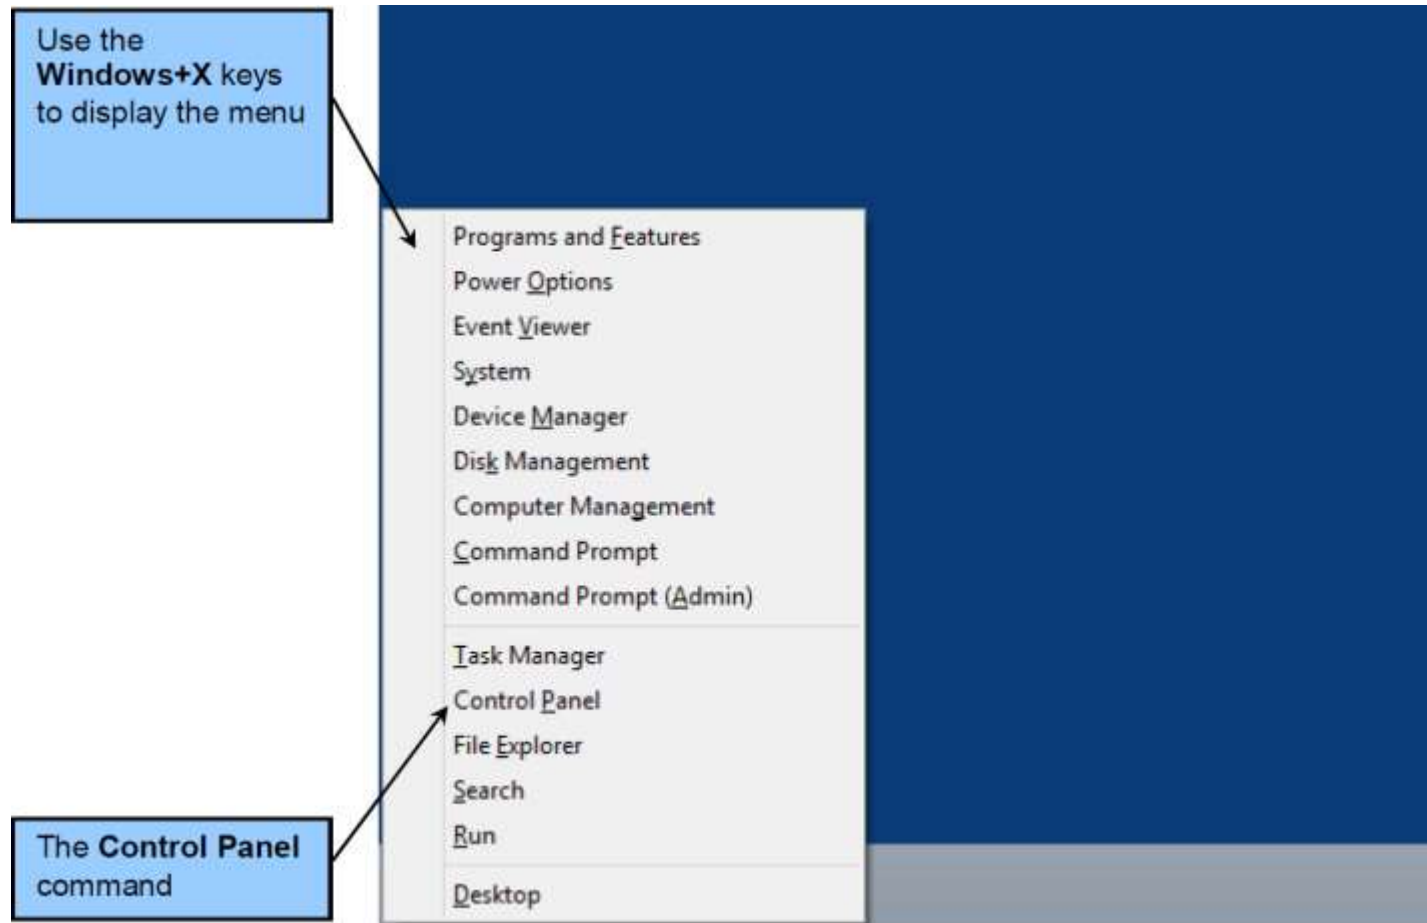 Use the
Windows+X keys
to display the menu
Programs and Features
Power Options
Event Viewer
System
Device Manager
Disk Management
Computer Management
Command Prompt
Command Prompt (Admin)
Task Manager
Control Panel
File Explorer
Search
Run
Desktop
The Control Panel
command